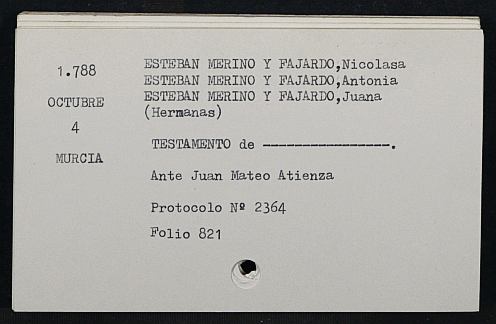 1.788
OCTUBRE
4
MURCIA
ESTEBAN MERINO Y FAJARDO,Nicolasa
ESTEBAN MERINO Y FAJARDO,Antonia
ESTEBAN MERINO Y FAJARDO,Juana
(Hermanas)
TESTAMENTO de -----------------.
Ante Juan Mateo Atienza
Protocolo Nº 2364
Folio 821